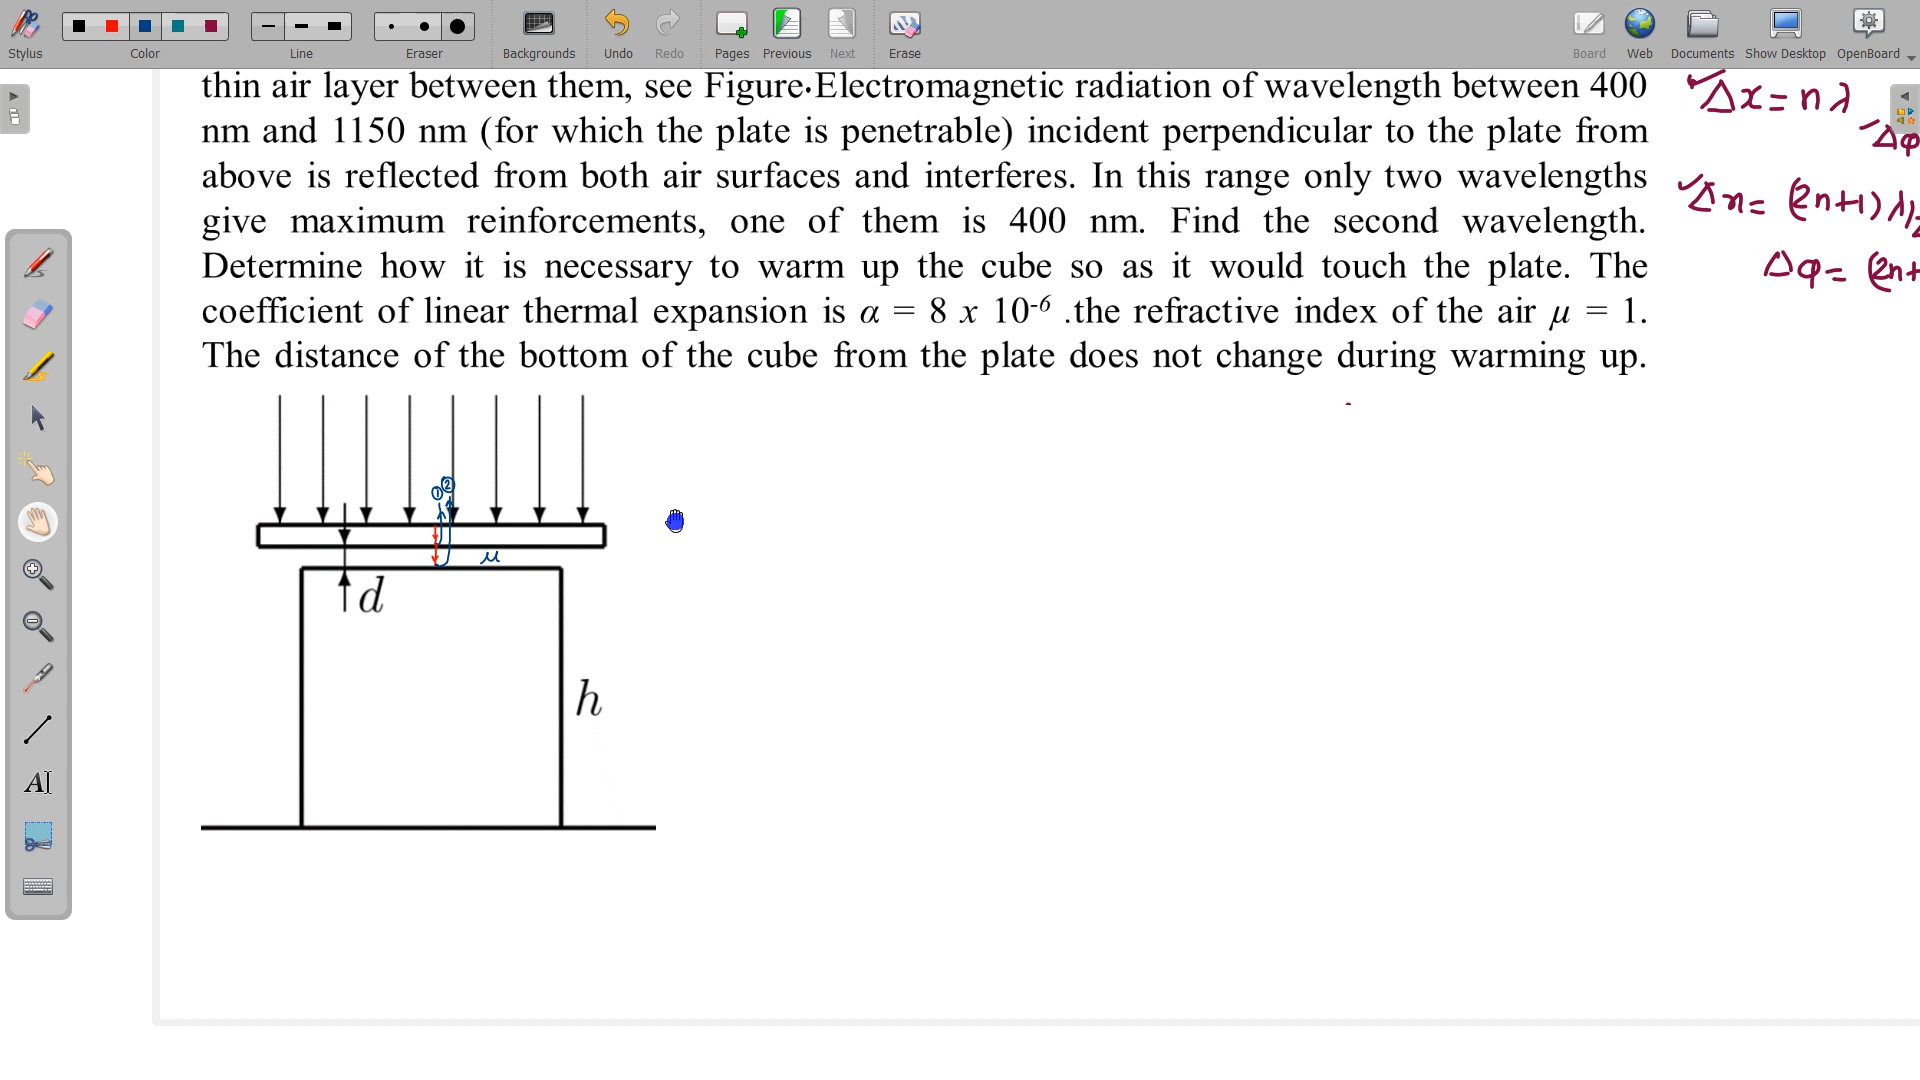 Stylus Color Line Eraser Backgrounds Undo Redo Pages Previous Next Erase Board Web Documents Show Desktop OpenBoard
thin air layer between them, see Figure.Electromagnetic radiation of wavelength between 400
nm and 1150 nm (for which the plate is penetrable) incident perpendicular to the plate from
above is reflected from both air surfaces and interferes. In this range only two wavelengths
give maximum reinforcements, one of them is 400 nm. Find the second wavelength.
Determine how it is necessary to warm up the cube so as it would touch the plate. The
coefficient of linear thermal expansion is α = 8 x 10⁻⁶ .the refractive index of the air μ = 1.
The distance of the bottom of the cube from the plate does not change during warming up.
Δx = nλ
Δφ
Δx = (2n+1) λ/2
Δφ = (2n+
① ②
μ
d
h